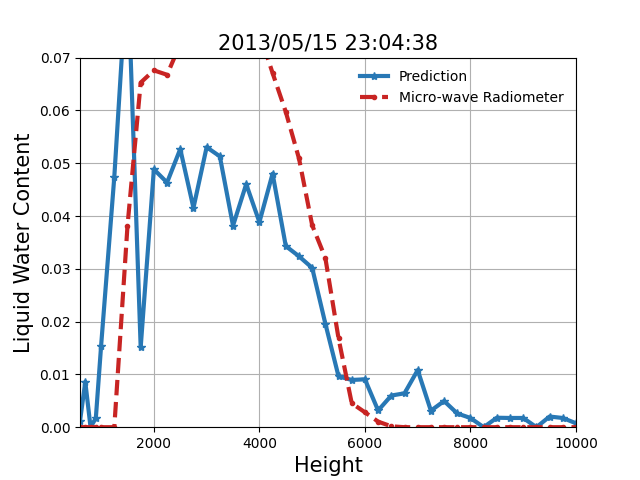 2013/05/15 23:04:38
Prediction
Micro-wave Radiometer
Liquid Water Content
0.07
0.06
0.05
0.04
0.03
0.02
0.01
0.00
2000 4000 6000 8000 10000
Height